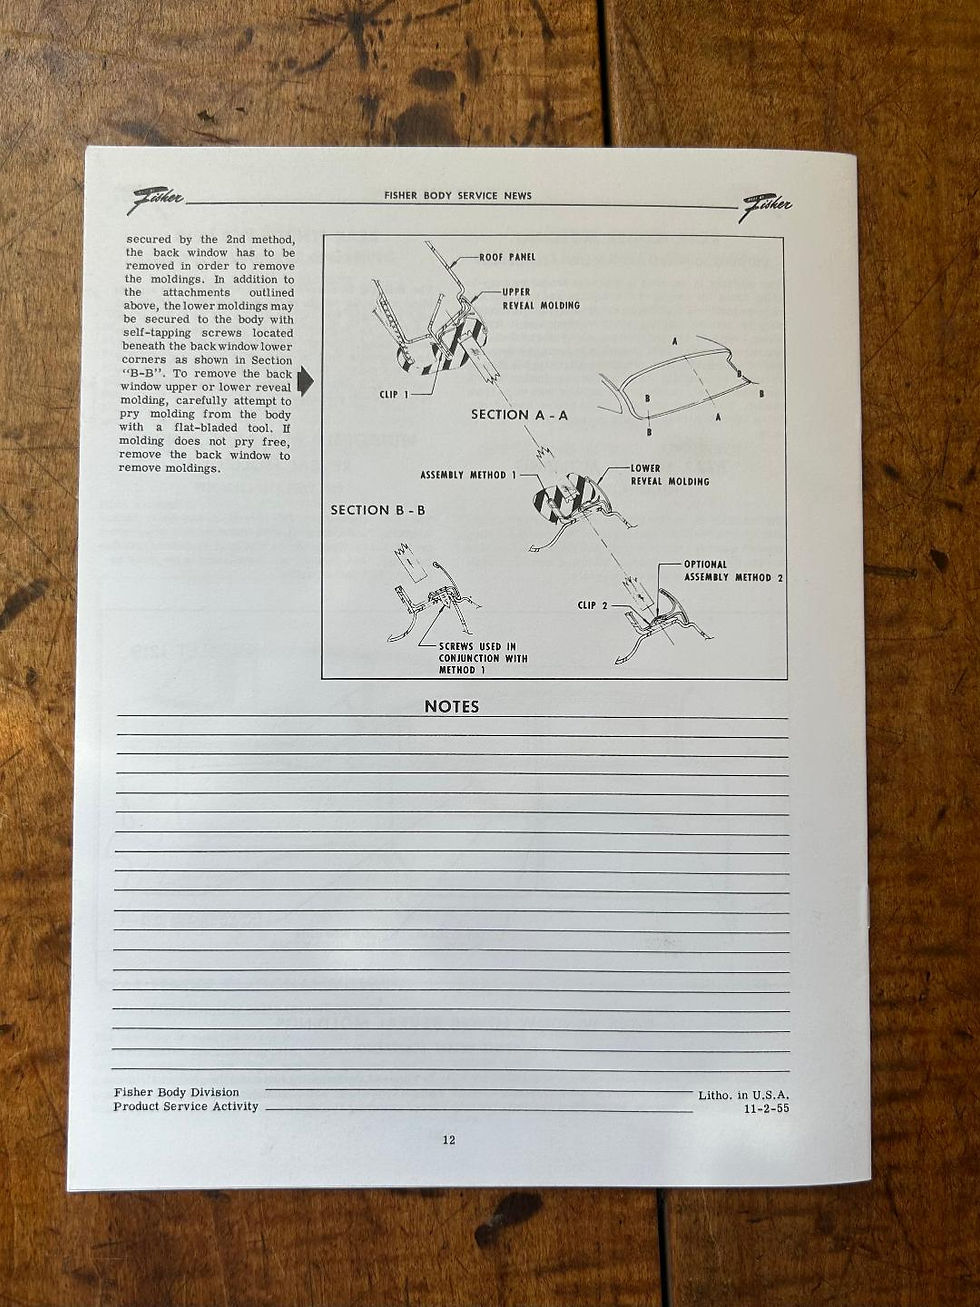 Fisher
FISHER BODY SERVICE NEWS
Fisher
secured by the 2nd method,
the back window has to be
removed in order to remove
the moldings. In addition to
the attachments outlined
above, the lower moldings may
be secured to the body with
self-tapping screws located
beneath the back window lower
corners as shown in Section
"B-B". To remove the back
window upper or lower reveal
molding, carefully attempt to
pry molding from the body
with a flat-bladed tool. If
molding does not pry free,
remove the back window to
remove moldings.
ROOF PANEL
UPPER
REVEAL MOLDING
CLIP 1
SECTION A - A
A
B
B
B
A
B
ASSEMBLY METHOD 1
LOWER
REVEAL MOLDING
SECTION B - B
OPTIONAL
ASSEMBLY METHOD 2
CLIP 2
SCREWS USED IN
CONJUNCTION WITH
METHOD 1
NOTES
Fisher Body Division
Product Service Activity
Litho. in U.S.A.
11-2-55
12